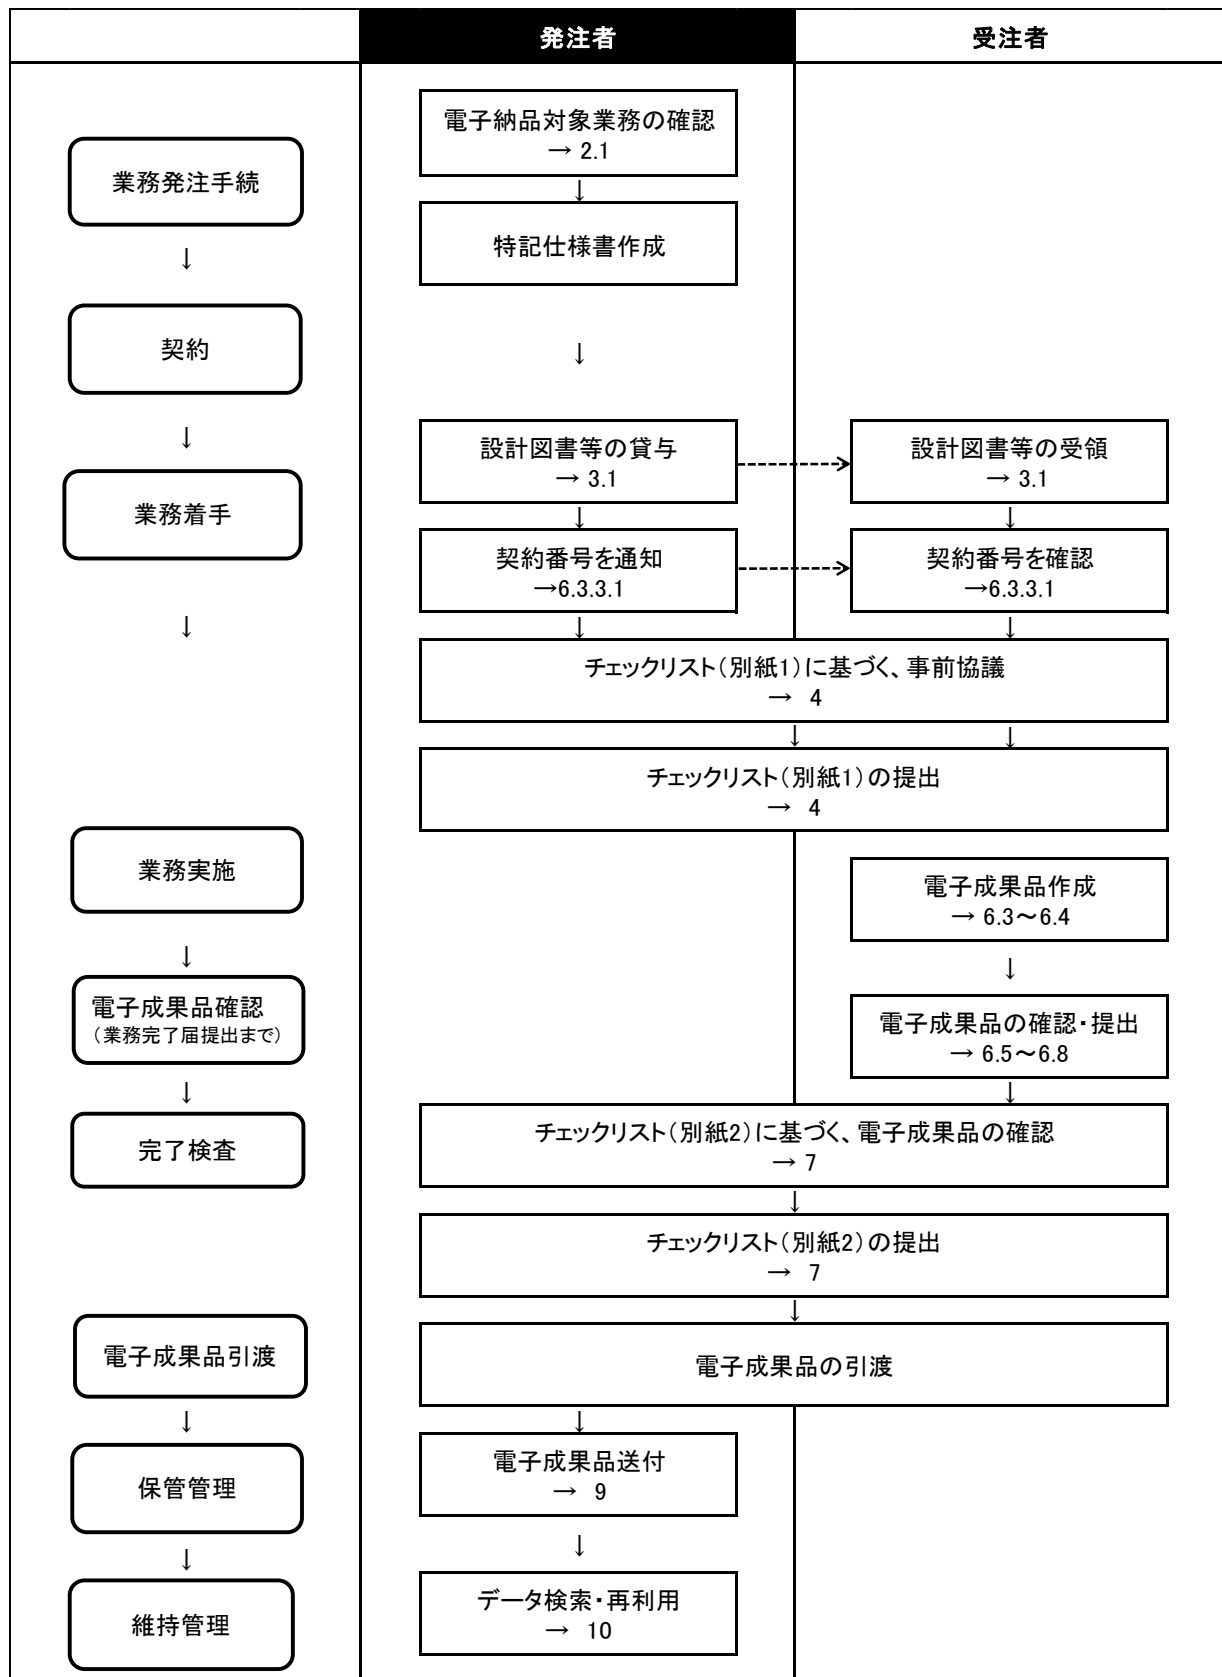 発注者
受注者
電子納品対象業務の確認
→ 2.1
業務発注手続
↓
特記仕様書作成
↓
契約
↓
↓
設計図書等の貸与
→ 3.1
設計図書等の受領
→ 3.1
業務着手
↓
↓
契約番号を通知
→6.3.3.1
契約番号を確認
→6.3.3.1
↓
↓
↓
チェックリスト(別紙1)に基づく、事前協議
→ 4
↓
↓
チェックリスト(別紙1)の提出
→ 4
業務実施
電子成果品作成
→ 6.3~6.4
↓
↓
電子成果品確認
(業務完了届提出まで)
電子成果品の確認・提出
→ 6.5~6.8
↓
↓
完了検査
チェックリスト(別紙2)に基づく、電子成果品の確認
→ 7
↓
チェックリスト(別紙2)の提出
→ 7
↓
電子成果品引渡
電子成果品の引渡
↓
↓
保管管理
電子成果品送付
→ 9
↓
↓
維持管理
データ検索・再利用
→ 10